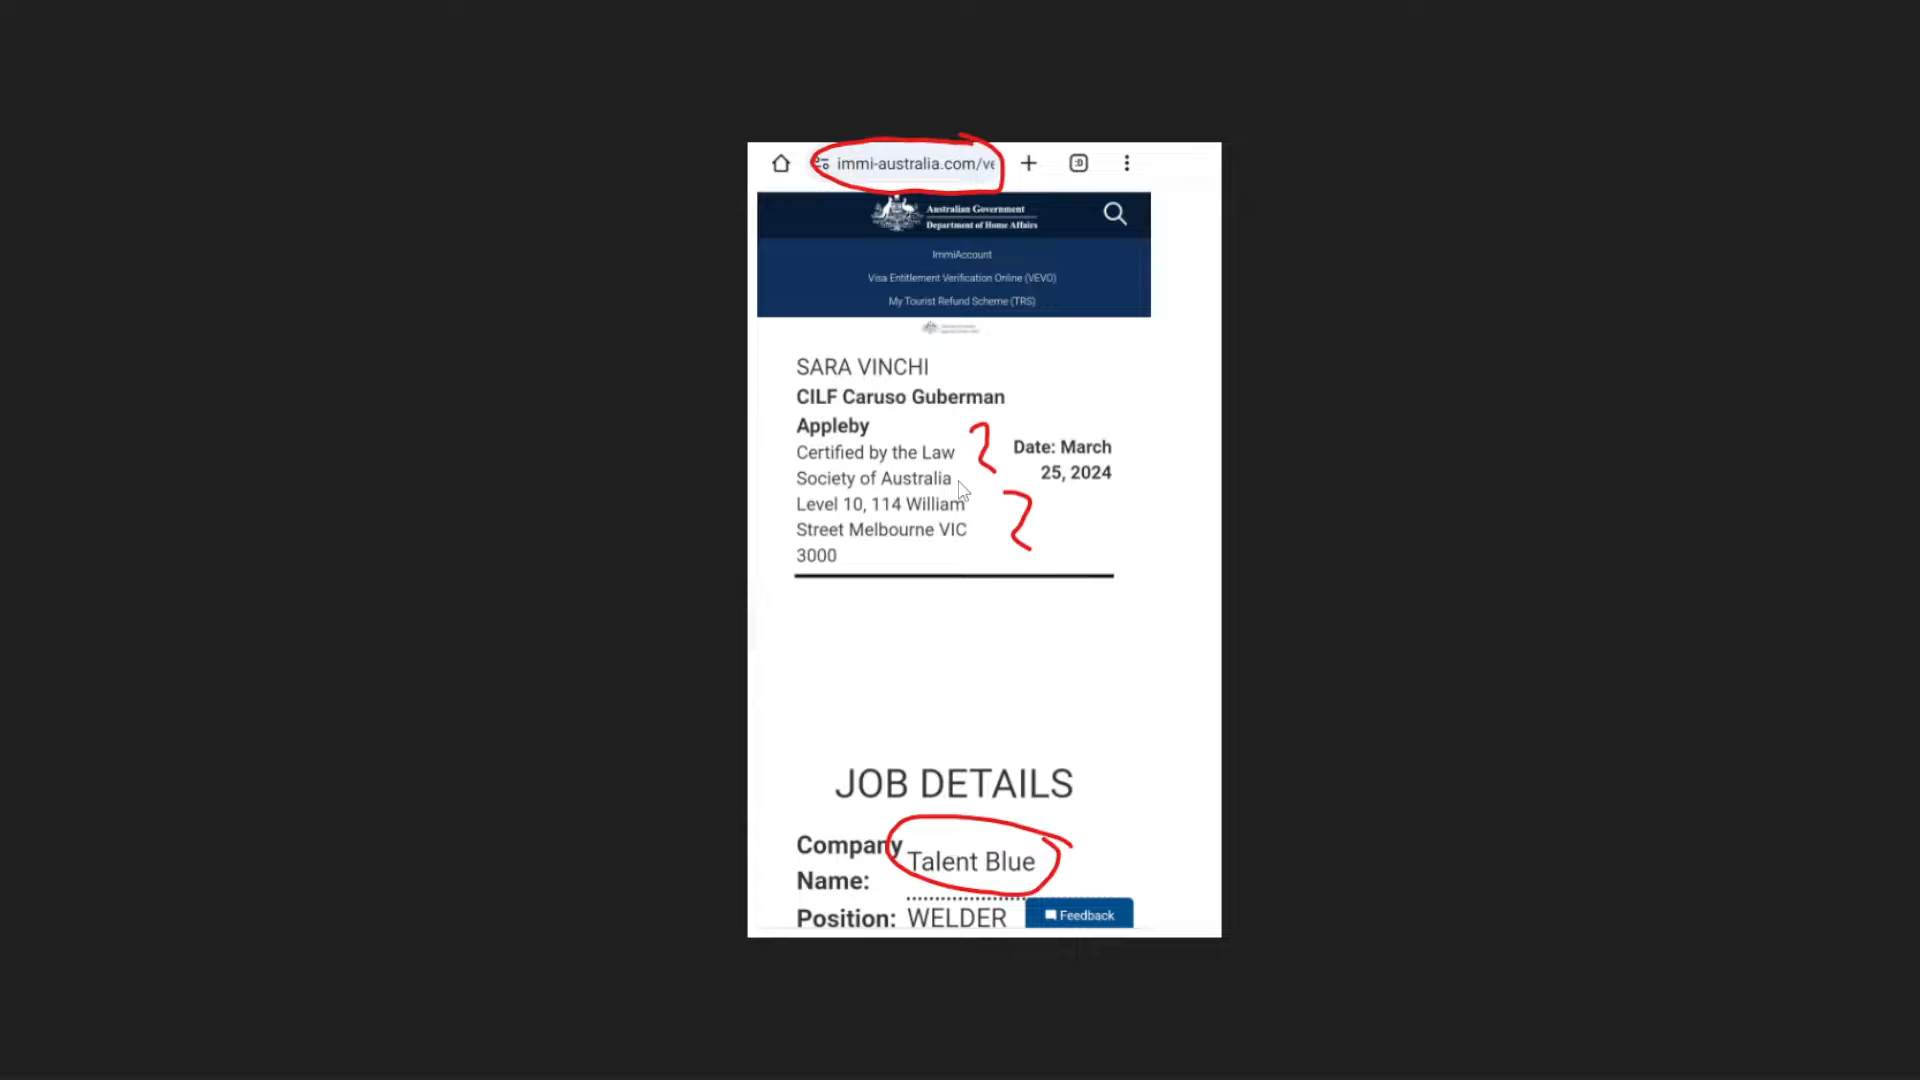 immi-australia.com/ve
Australian Government
Department of Home Affairs
ImmiAccount
Visa Entitlement Verification Online (VEVO)
My Tourist Refund Scheme (TRS)
SARA VINCHI
CILF Caruso Guberman
Appleby
Certified by the Law
Society of Australia
Level 10, 114 William
Street Melbourne VIC
3000
Date: March
25, 2024
JOB DETAILS
Company
Name:
Talent Blue
Position: WELDER
Feedback